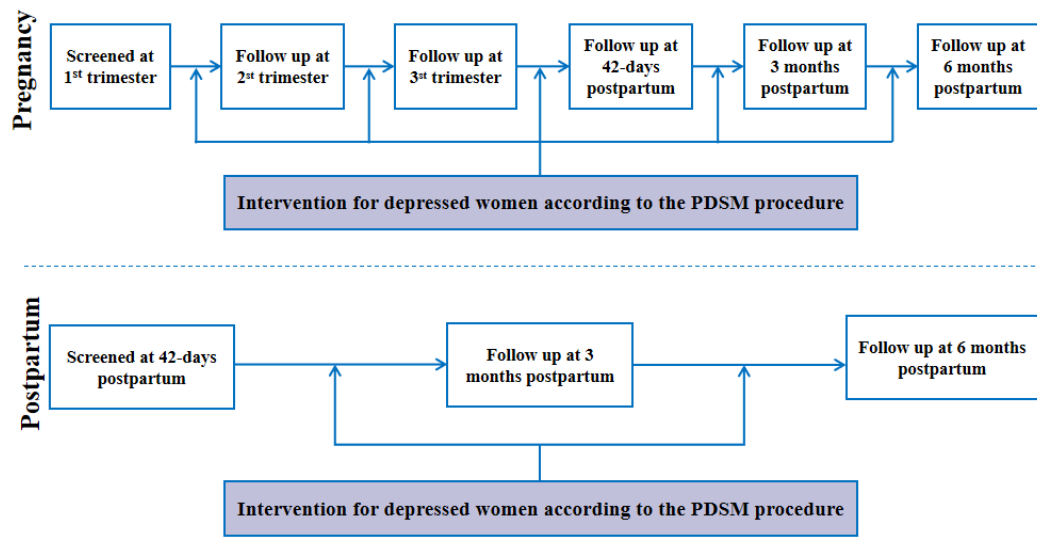 Pregnancy
Screened at
1st trimester
Follow up at
2st trimester
Follow up at
3st trimester
Follow up at
42-days
postpartum
Follow up at
3 months
postpartum
Follow up at
6 months
postpartum
Intervention for depressed women according to the PDSM procedure
Postpartum
Screened at 42-days
postpartum
Follow up at 3
months postpartum
Follow up at 6 months
postpartum
Intervention for depressed women according to the PDSM procedure